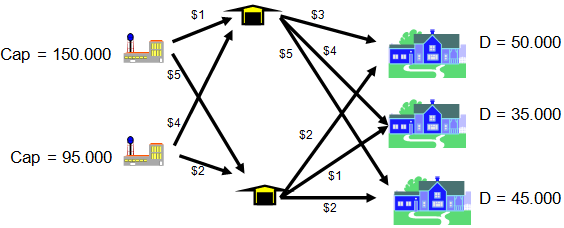 $1
$3
D = 50.000
Cap = 150.000
$5
$4
$5
D = 35.000
$4
$2
Cap = 95.000
$2
$1
$2
D = 45.000